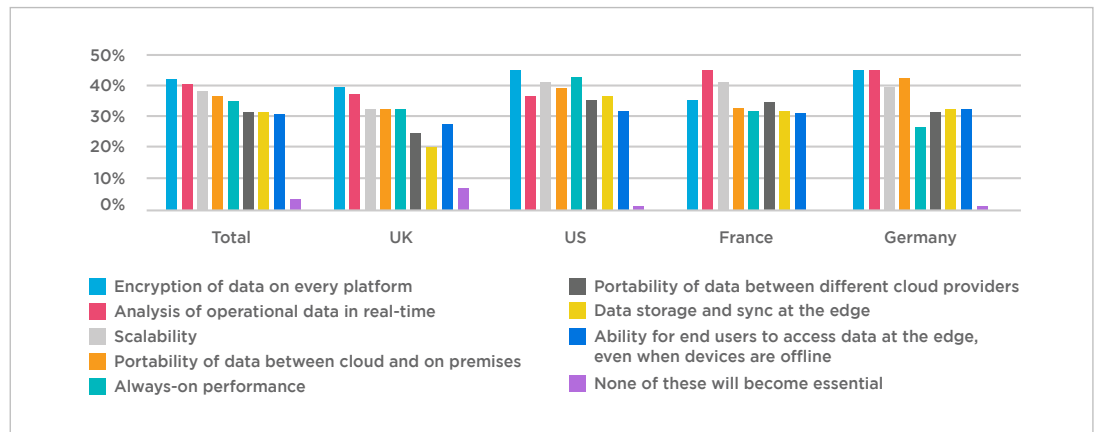 50%
40%
30%
20%
10%
0%
Total
UK
US
France
Germany
Encryption of data on every platform
Analysis of operational data in real-time
Scalability
Portability of data between cloud and on premises
Always-on performance
Portability of data between different cloud providers
Data storage and sync at the edge
Ability for end users to access data at the edge,
even when devices are offline
None of these will become essential